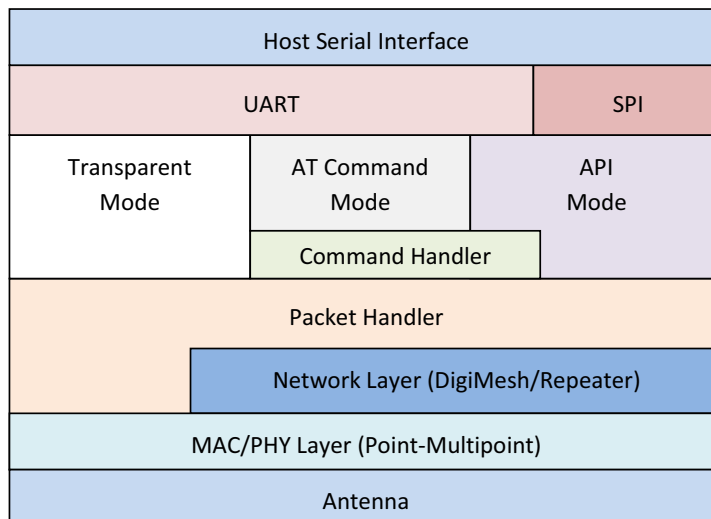 Host Serial Interface
UART
SPI
Transparent
Mode
AT Command
Mode
API
Mode
Command Handler
Packet Handler
Network Layer (DigiMesh/Repeater)
MAC/PHY Layer (Point-Multipoint)
Antenna